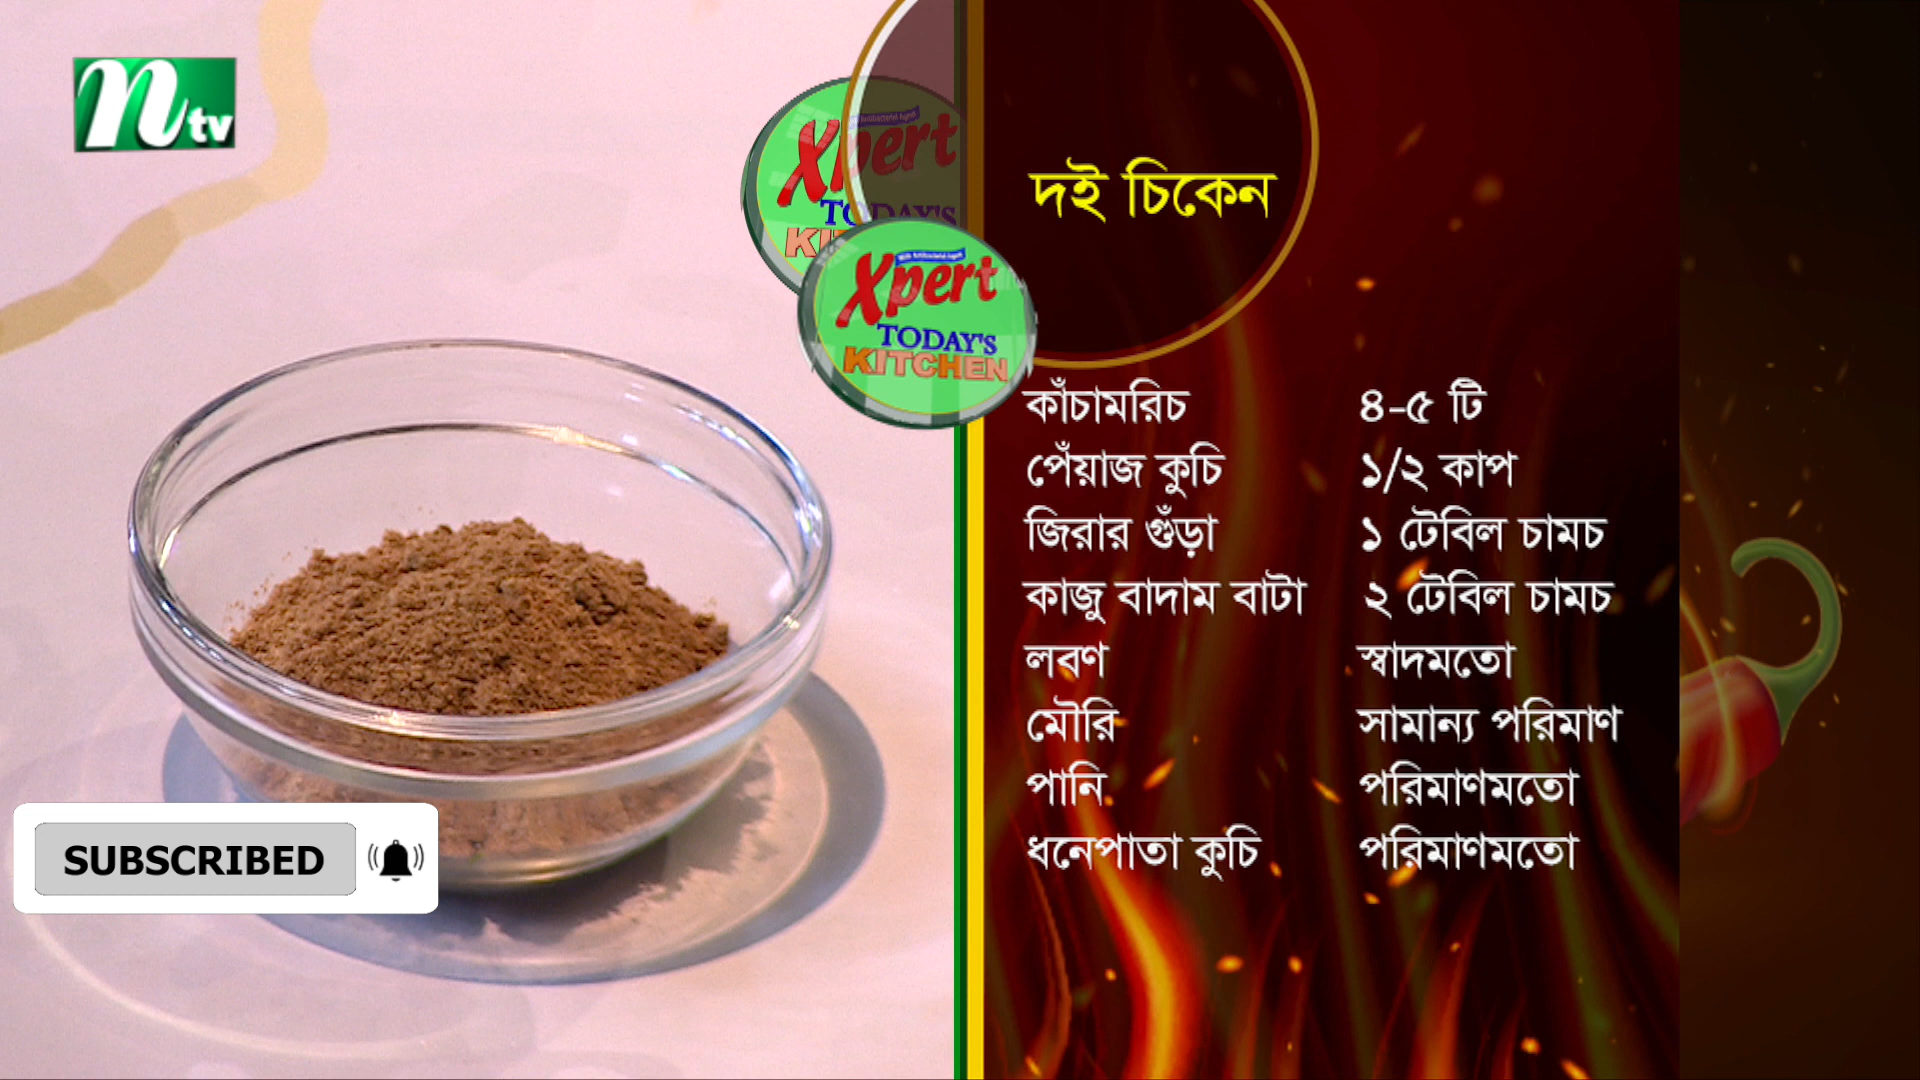 ntv
Xpert
TODAY'S
KITCHEN
দই চিকেন
কাঁচামরিচ ৪-৫ টি
পেঁয়াজ কুচি ১/২ কাপ
জিরার গুঁড়া ১ টেবিল চামচ
কাজু বাদাম বাটা ২ টেবিল চামচ
লবণ স্বাদমতো
মৌরি সামান্য পরিমাণ
পানি পরিমাণমতো
ধনেপাতা কুচি পরিমাণমতো
SUBSCRIBED